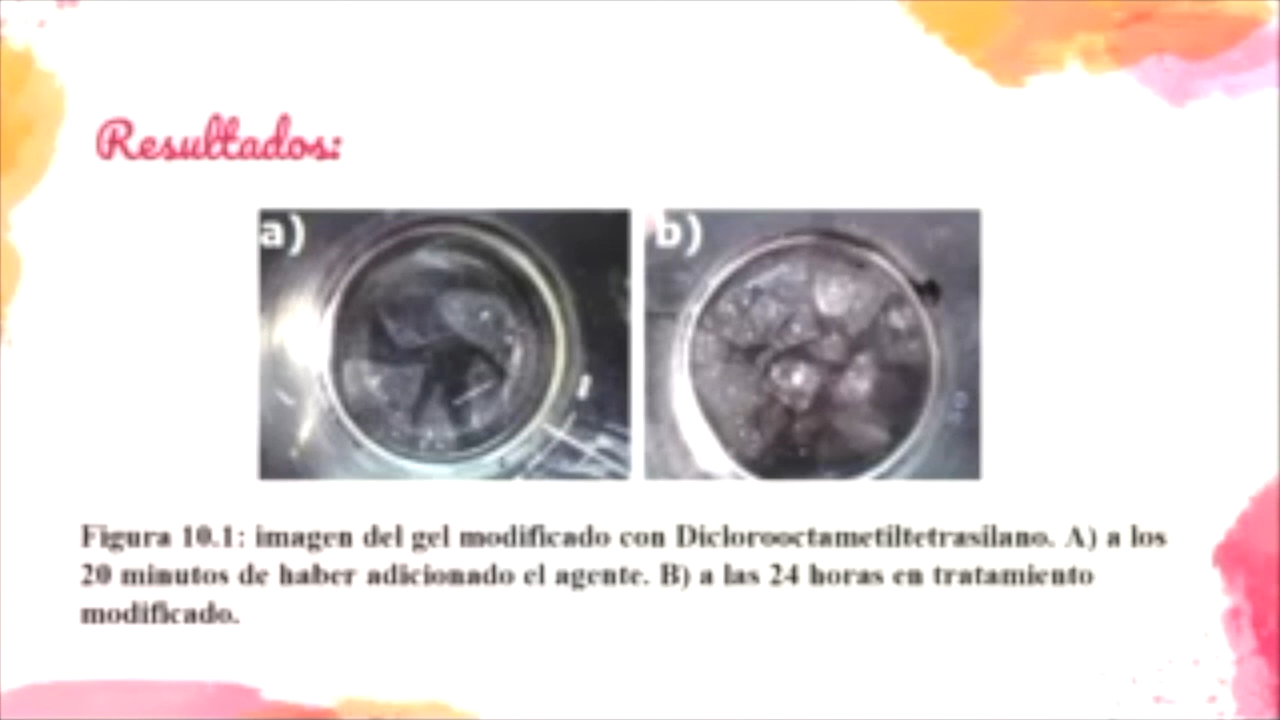 Resultados:
a) b)
Figura 10.1: imagen del gel modificado con Diclorooctametiltetrasilano. A) a los
20 minutos de haber adicionado el agente. B) a las 24 horas en tratamiento
modificado.